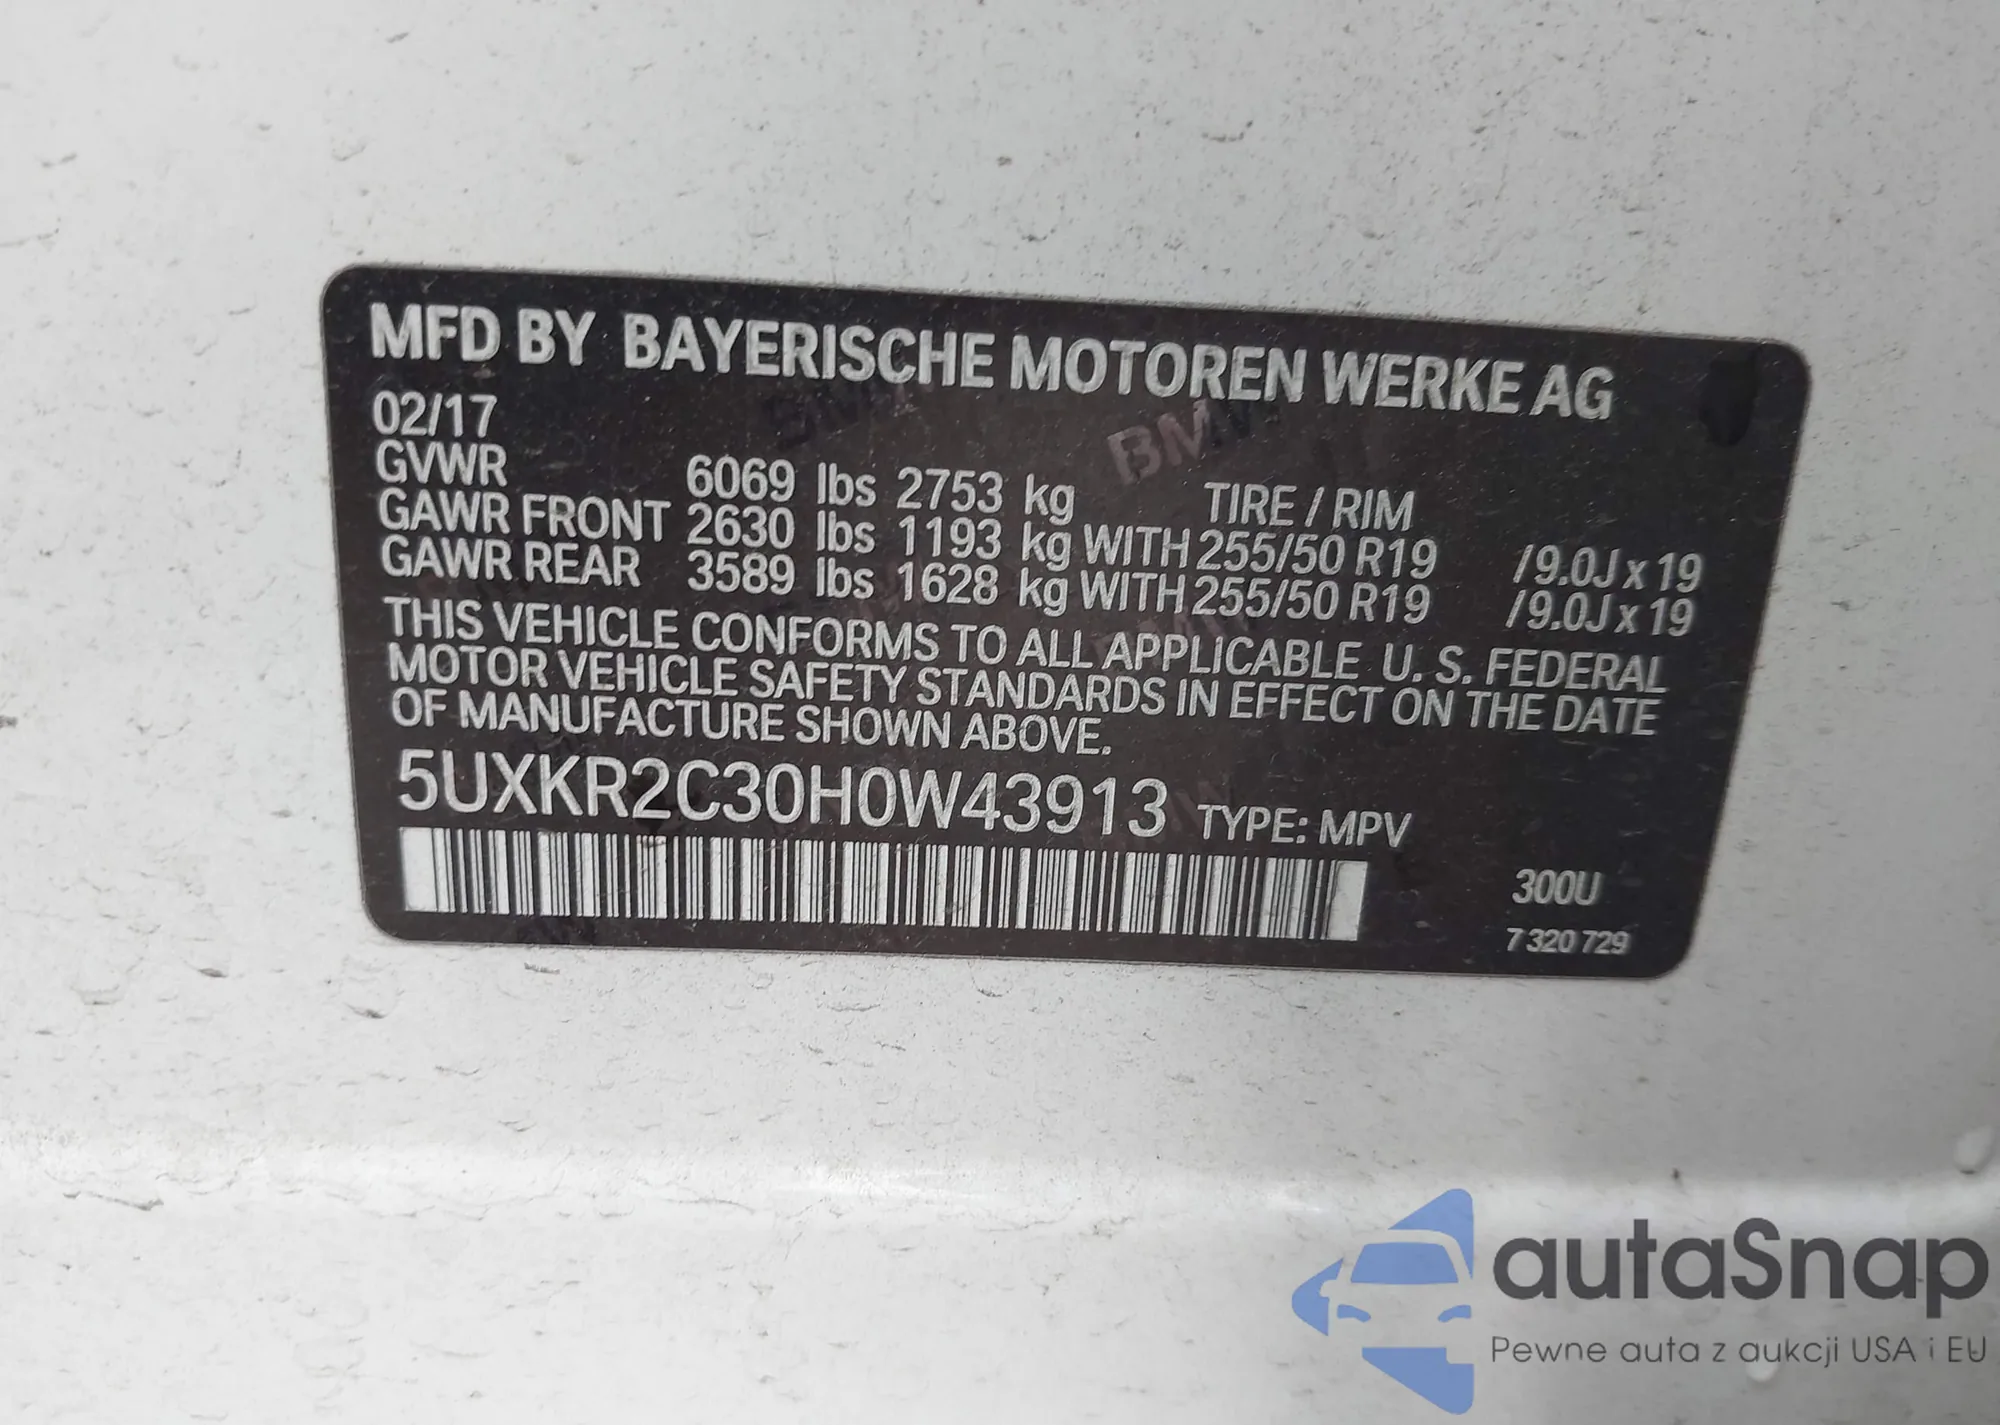 MFD BY BAYERISCHE MOTOREN WERKE AG
02/17
GVWR 6069 lbs 2753 kg TIRE / RIM
GAWR FRONT 2630 lbs 1193 kg WITH 255/50 R19 /9.0J x 19
GAWR REAR 3589 lbs 1628 kg WITH 255/50 R19 /9.0J x 19
THIS VEHICLE CONFORMS TO ALL APPLICABLE U. S. FEDERAL
MOTOR VEHICLE SAFETY STANDARDS IN EFFECT ON THE DATE
OF MANUFACTURE SHOWN ABOVE.
5UXKR2C30H0W43913 TYPE: MPV
300U
7 320 729
autaSnap
Pewne auta z aukcji USA i EU